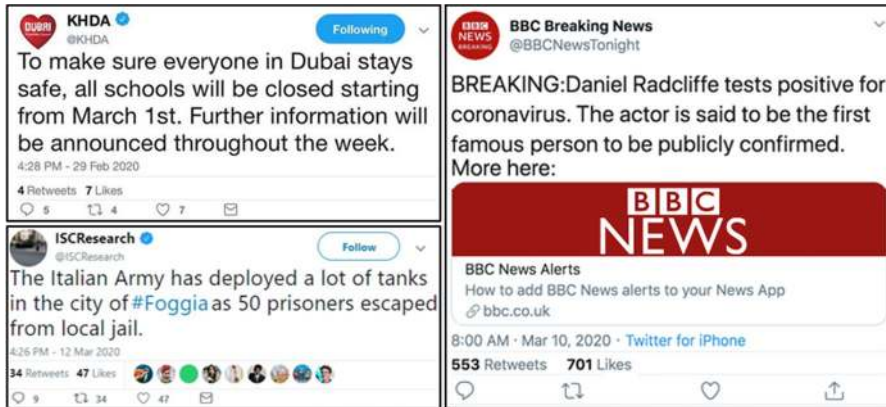 DUBAI
KHDA
@KHDA
Following
To make sure everyone in Dubai stays
safe, all schools will be closed starting
from March 1st. Further information will
be announced throughout the week.
4:28 PM - 29 Feb 2020
4 Retweets 7 Likes
5 4 7
ISCResearch
@ISCResearch
Follow
The Italian Army has deployed a lot of tanks
in the city of #Foggia as 50 prisoners escaped
from local jail.
4:26 PM - 12 Mar 2020
34 Retweets 47 Likes
9 34 47
BBC
NEWS
BREAKING
BBC Breaking News
@BBCNewsTonight
BREAKING:Daniel Radcliffe tests positive for
coronavirus. The actor is said to be the first
famous person to be publicly confirmed.
More here:
BBC
NEWS
BBC News Alerts
How to add BBC News alerts to your News App
bbc.co.uk
8:00 AM · Mar 10, 2020 · Twitter for iPhone
553 Retweets 701 Likes